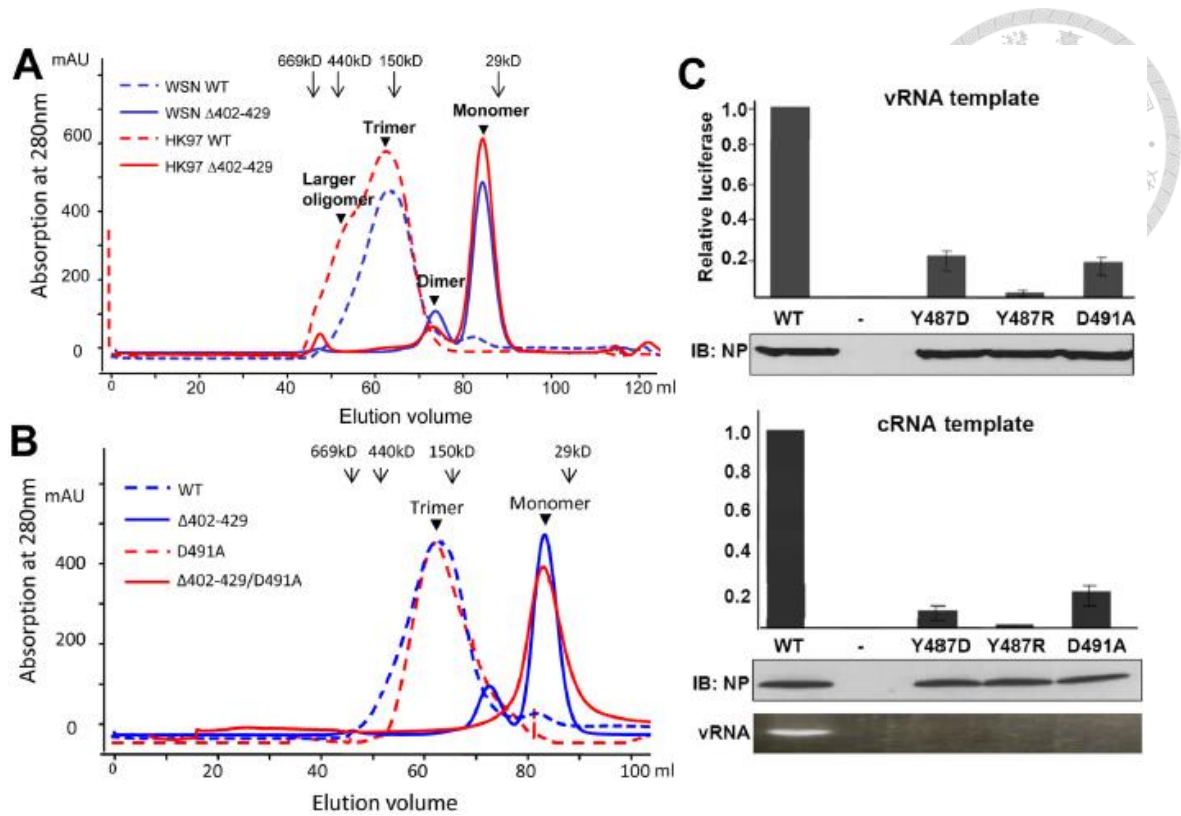 A
mAU
669kD 440kD 150kD 29kD
WSN WT
WSN Δ402-429
HK97 WT
HK97 Δ402-429
Larger
oligomer
Trimer
Dimer
Monomer
Absorption at 280nm
600
400
200
0
0 20 40 60 80 100 120 ml
Elution volume
B
mAU
669kD 440kD 150kD 29kD
WT
Δ402-429
D491A
Δ402-429/D491A
Trimer
Monomer
Absorption at 280nm
400
200
0
0 20 40 60 80 100 ml
Elution volume
C
vRNA template
Relative luciferase
1.0
0.8
0.6
0.4
0.2
WT - Y487D Y487R D491A
IB: NP
cRNA template
1.0
0.8
0.6
0.4
0.2
WT - Y487D Y487R D491A
IB: NP
vRNA